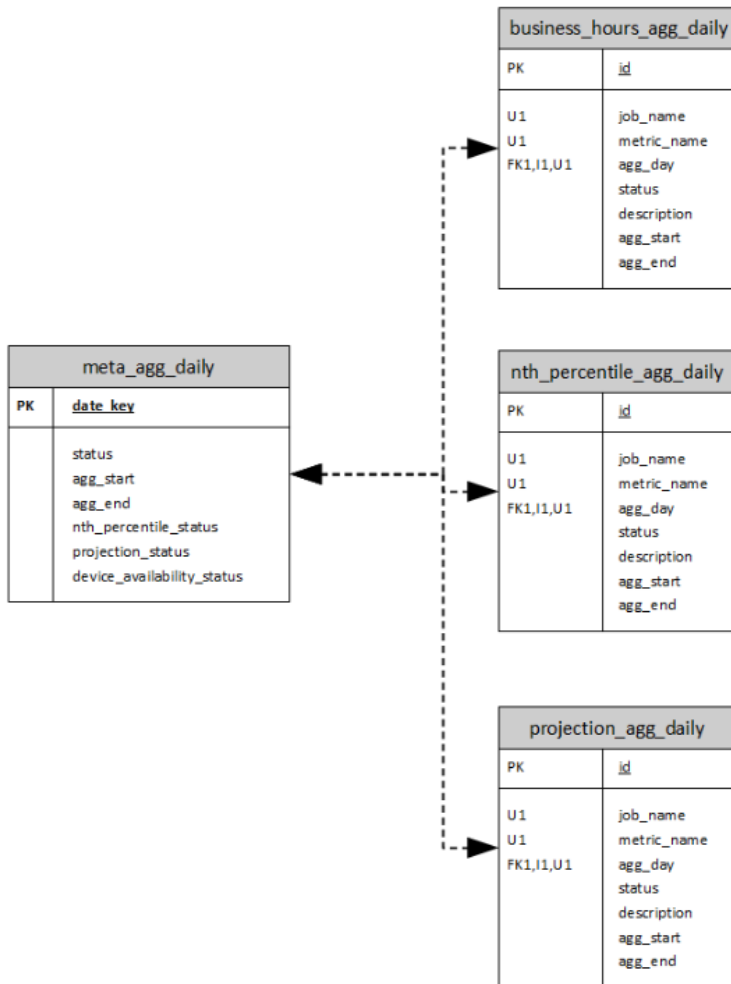 business_hours_agg_daily
PK id
U1 job_name
U1 metric_name
FK1,I1,U1 agg_day
status
description
agg_start
agg_end
meta_agg_daily
PK date_key
status
agg_start
agg_end
nth_percentile_status
projection_status
device_availability_status
nth_percentile_agg_daily
PK id
U1 job_name
U1 metric_name
FK1,I1,U1 agg_day
status
description
agg_start
agg_end
projection_agg_daily
PK id
U1 job_name
U1 metric_name
FK1,I1,U1 agg_day
status
description
agg_start
agg_end